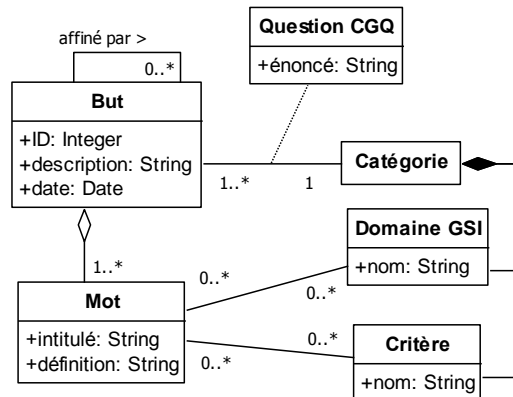 affiné par >
0..*
Question CGQ
+énoncé: String
But
+ID: Integer
+description: String
+date: Date
1..*
1
Catégorie
1..*
Mot
+intitulé: String
+définition: String
0..*
0..*
Domaine GSI
+nom: String
0..*
0..*
Critère
+nom: String